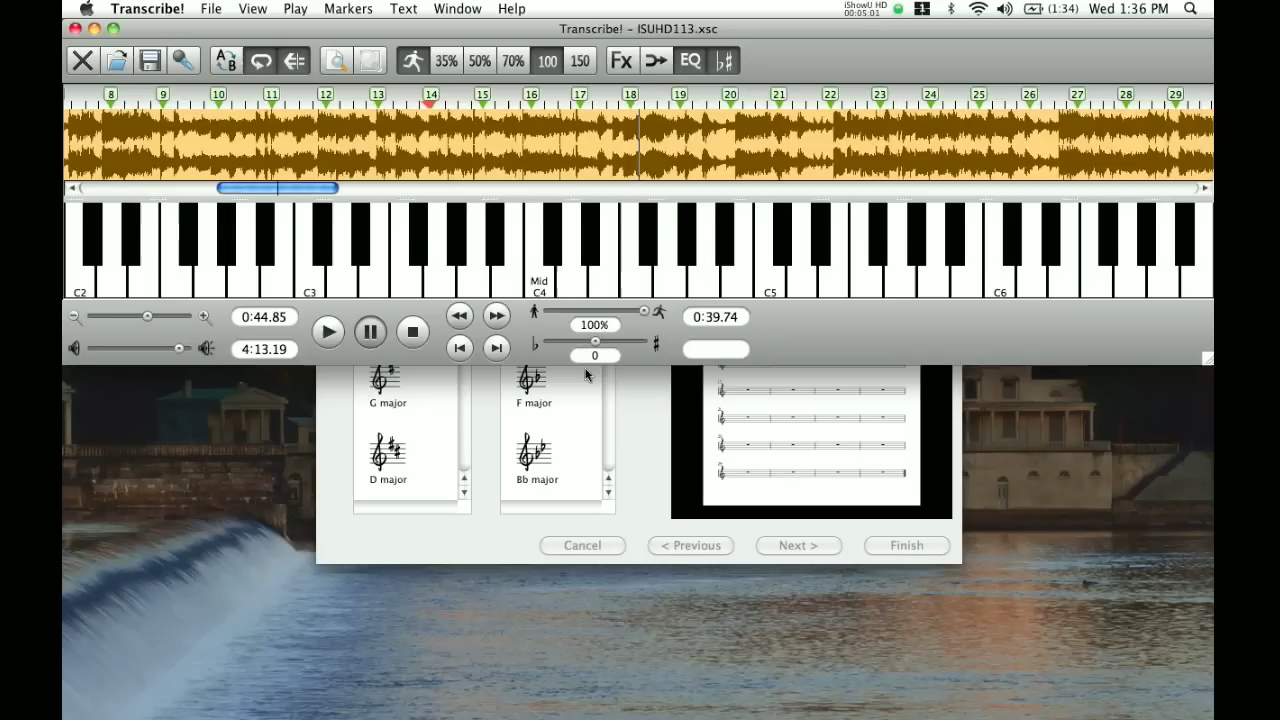 Transcribe! File Edit View Play Markers Text Window Help iShowU HD 00:05:01 1 (1:34) Wed 1:36 PM
Transcribe! - ISUHD113.xsc
A B 35% 50% 70% 100 150 Fx EQ ♭♯
8 9 10 11 12 13 14 15 16 17 18 19 20 21 22 23 24 25 26 27 28 29
Mid
C2 C3 C4 C5 C6
0:44.85 100% 0:39.74
4:13.19 ♭ 0 ♯
G major F major
D major Bb major
Cancel < Previous Next > Finish